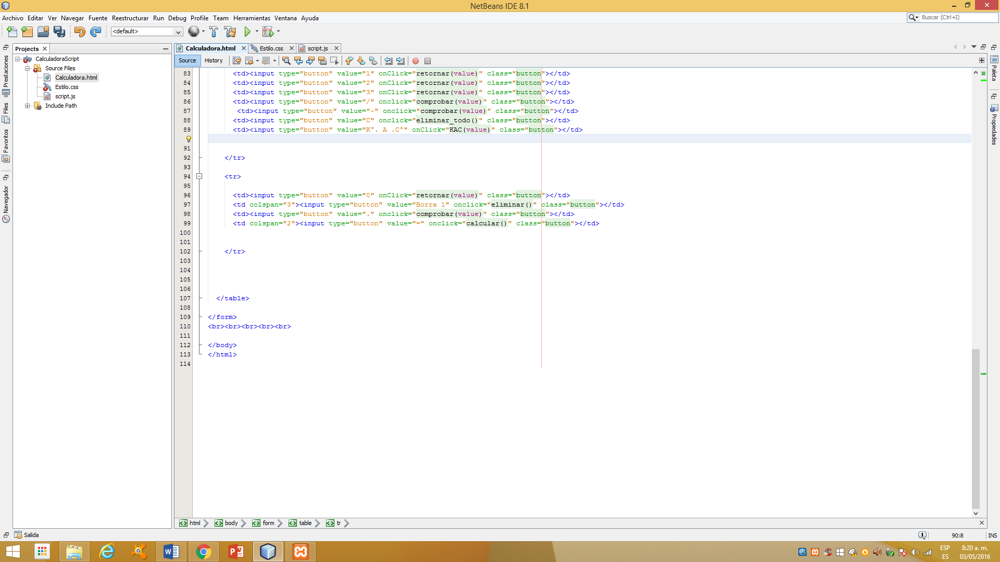 NetBeans IDE 8.1
Archivo Editar Ver Navegar Fuente Reestructurar Run Debug Profile Team Herramientas Ventana Ayuda
Buscar (Ctrl+I)
<default>
Projects
Calculadora.html
Estilo.css
script.js
Source
History
CalculadoraScript
Source Files
Calculadora.html
Estilo.css
script.js
Include Path
Prestaciones
Files
Favoritos
Navegador
Paleta
Propiedades
83 <td><input type="button" value="1" onClick="retornar(value)" class="button"></td>
84 <td><input type="button" value="2" onClick="retornar(value)" class="button"></td>
85 <td><input type="button" value="3" onClick="retornar(value)" class="button"></td>
86 <td><input type="button" value="/" onclick="comprobar(value)" class="button"></td>
87 <td><input type="button" value="-" onclick="comprobar(value)" class="button"></td>
88 <td><input type="button" value="C" onclick="eliminar_todo()" class="button"></td>
89 <td><input type="button" value="K°. A .C°" onClick="KAC(value)" class="button"></td>
91
92 </tr>
93
94 <tr>
95
96 <td><input type="button" value="0" onClick="retornar(value)" class="button"></td>
97 <td colspan="3"><input type="button" value="Borra 1" onclick="eliminar()" class="button"></td>
98 <td><input type="button" value="." onclick="comprobar(value)" class="button"></td>
99 <td colspan="2"><input type="button" value="=" onclick="calcular()" class="button"></td>
100
101
102 </tr>
103
104
105
106
107 </table>
108
109 </form>
110 <br><br><br><br><br>
111
112 </body>
113 </html>
114
html body form table tr
Salida
1
90:8
INS
ESP
ES
8:20 a. m.
03/05/2016